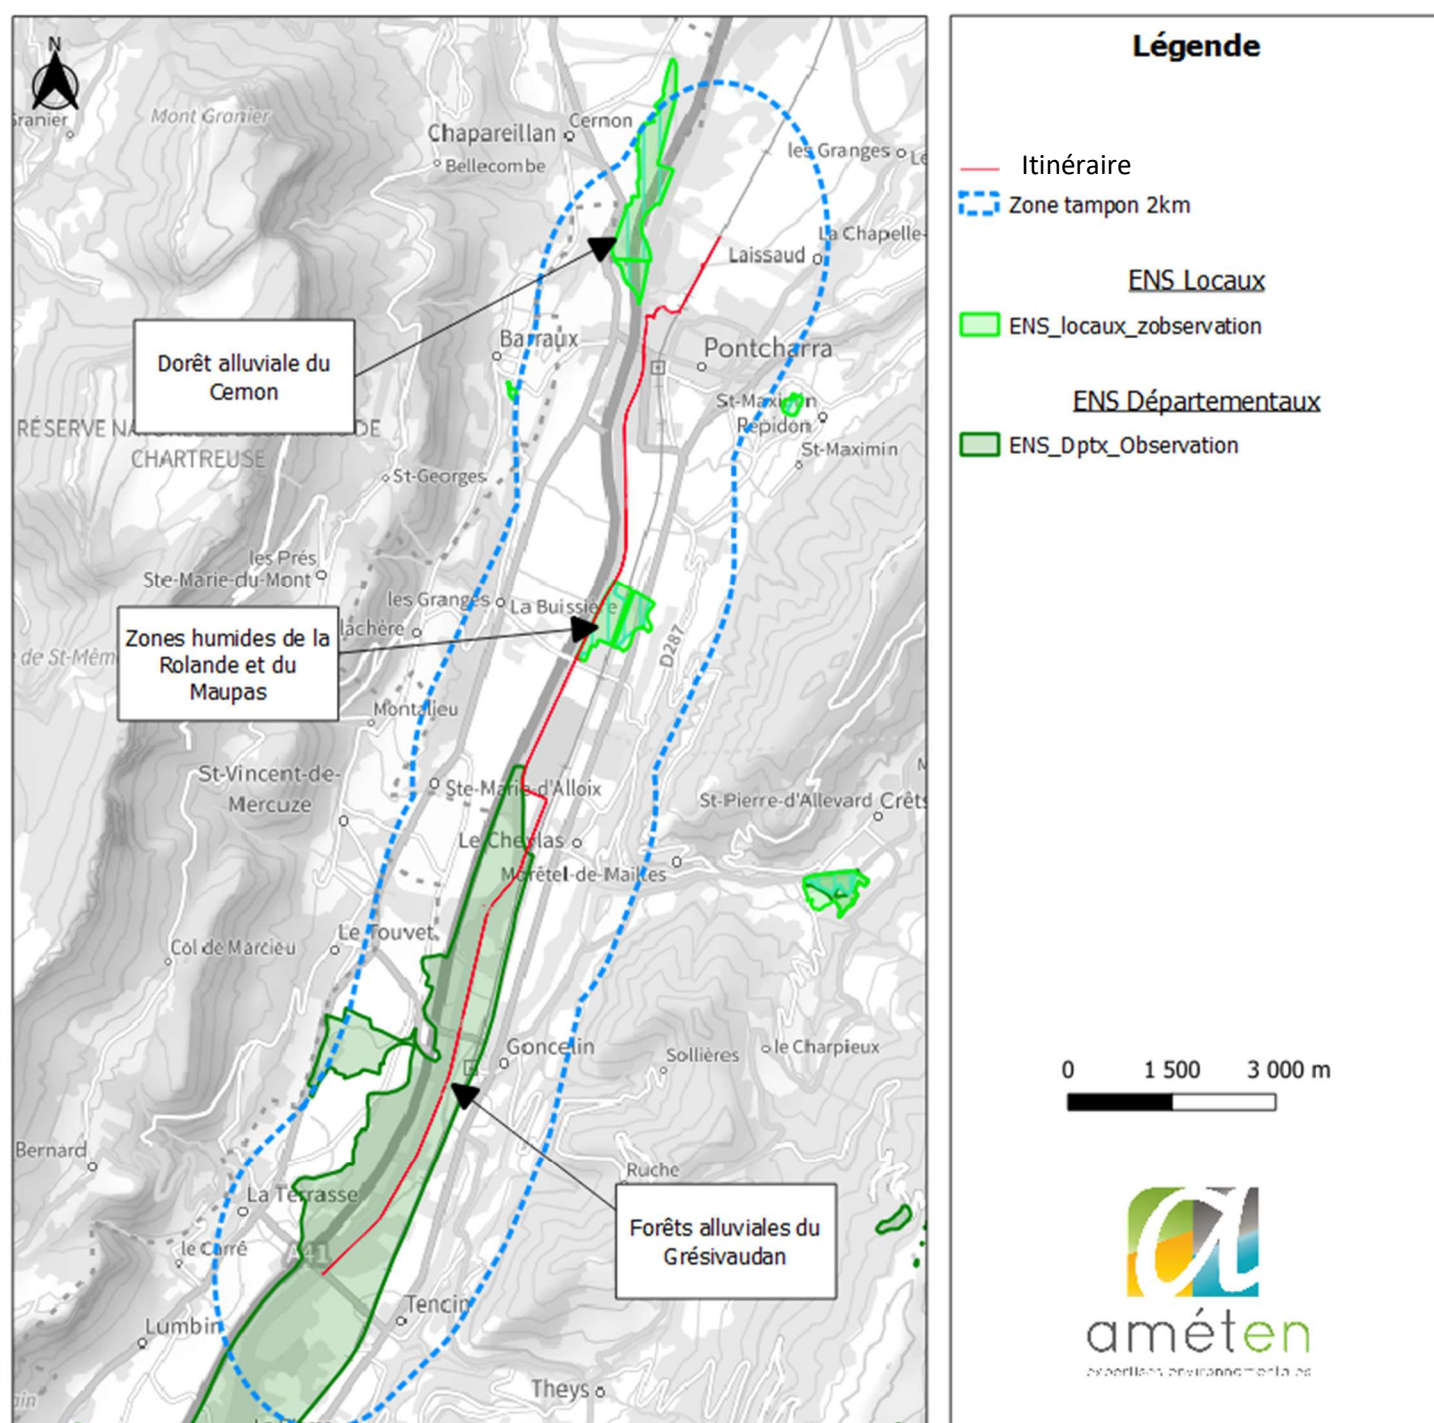 N
Mont Granier
Chapareillan
Cernon
Bellecombe
les Granges
La Chapelle-
Laissaud
Barraux
Pontcharra
Dorêt alluviale du
Cernon
St-Maximin
Répidon
St-Maximin
CHARTREUSE
St-Georges
les Prés
Ste-Marie-du-Mont
les Granges
La Buissière
lachère
D287
Zones humides de la
Rolande et du
Maupas
Montalieu
St-Vincent-de-
Mercuze
Ste-Marie-d'Alloix
St-Pierre-d'Allevard
Crêts
Le Cheylas
Morêtel-de-Mailles
Le Touvet
Col de Marcieu
Goncelin
Sollières
le Charpieux
Bernard
Ruche
La Terrasse
Forêts alluviales du
Grésivaudan
le Carré
A41
Tencin
Lumbin
Theys
Légende
Itinéraire
Zone tampon 2km
ENS Locaux
ENS_locaux_zobservation
ENS Départementaux
ENS_Dptx_Observation
0 1 500 3 000 m
améten
expertises environnementales